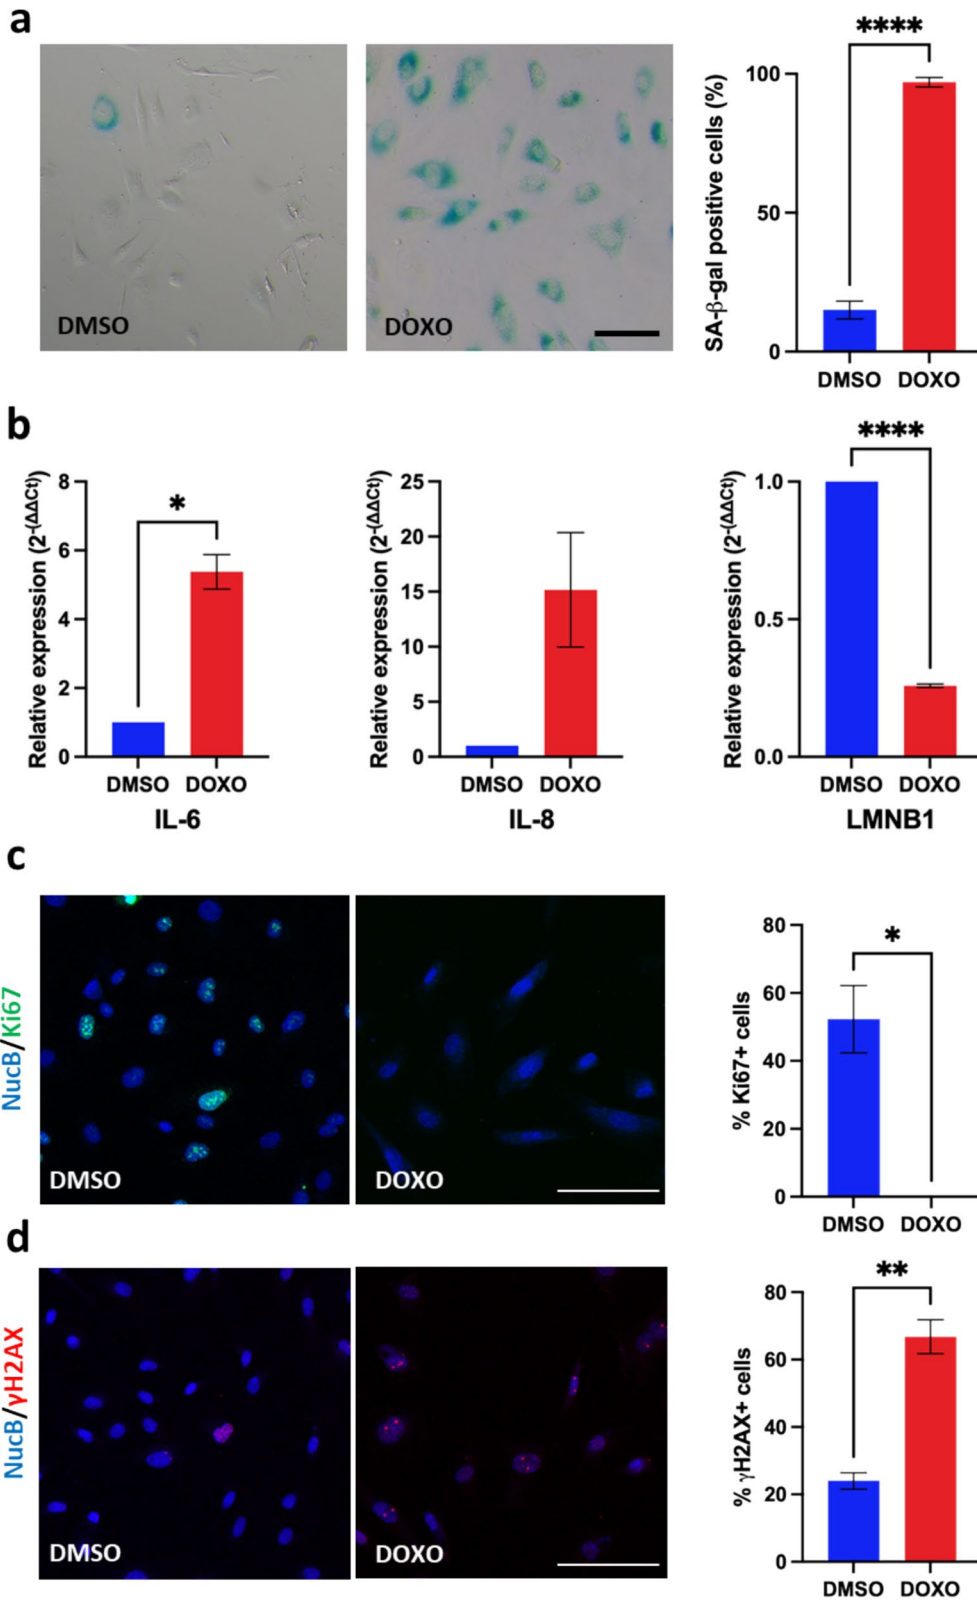 a
DMSO
DOXO
SA-β-gal positive cells (%)
100
50
0
****
DMSO DOXO
b
Relative expression (2-(ΔΔCt))
8
6
4
2
0
*
DMSO DOXO
IL-6
Relative expression (2-(ΔΔCt))
25
20
15
10
5
0
DMSO DOXO
IL-8
Relative expression (2-(ΔΔCt))
1.0
0.5
0.0
****
DMSO DOXO
LMNB1
c
NucB/Ki67
DMSO
DOXO
% Ki67+ cells
80
60
40
20
0
*
DMSO DOXO
d
NucB/γH2AX
DMSO
DOXO
% γH2AX+ cells
80
60
40
20
0
**
DMSO DOXO